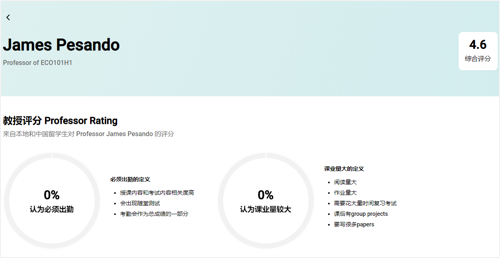 James Pesando
Professor of ECO101H1
4.6
综合评分
教授评分 Professor Rating
来自本地和中国留学生对 Professor James Pesando 的评分
0%
认为必须出勤
必须出勤的定义
授课内容和考试内容相关度高
会出现随堂测试
考勤会作为总成绩的一部分
0%
认为课业量较大
课业量大的定义
阅读量大
作业量大
需要花大量时间复习考试
课后有group projects
要写很多papers